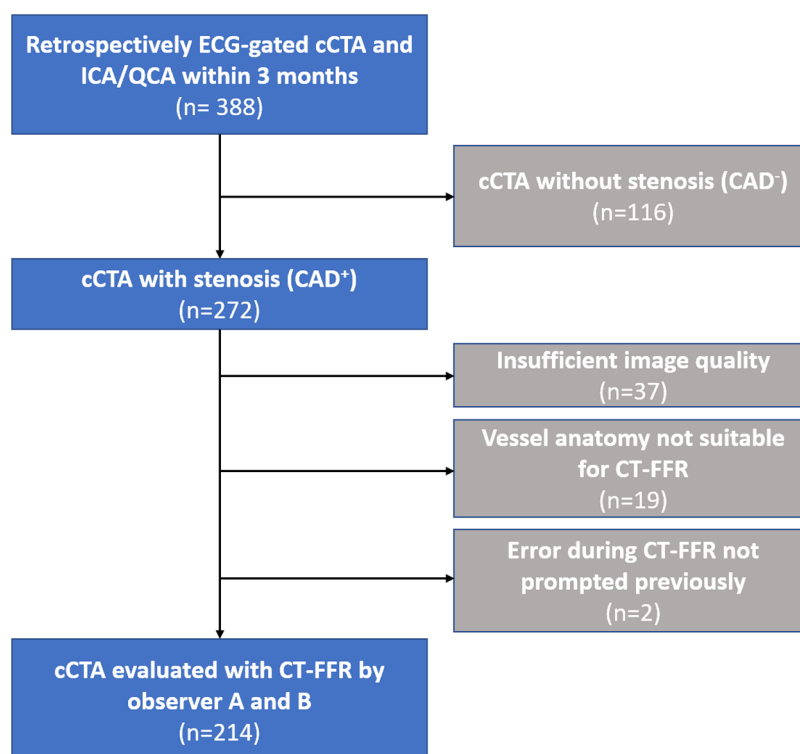 Retrospectively ECG-gated cCTA and
ICA/QCA within 3 months
(n= 388)
cCTA without stenosis (CAD⁻)
(n=116)
cCTA with stenosis (CAD⁺)
(n=272)
Insufficient image quality
(n=37)
Vessel anatomy not suitable
for CT-FFR
(n=19)
Error during CT-FFR not
prompted previously
(n=2)
cCTA evaluated with CT-FFR by
observer A and B
(n=214)